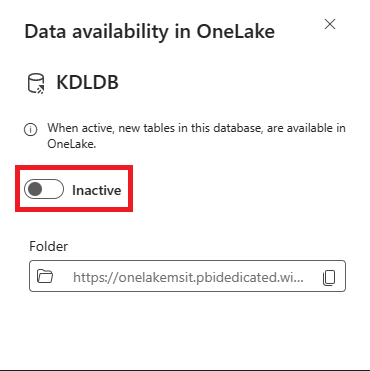 Data availability in OneLake
KDLDB
When active, new tables in this database, are available in
OneLake.
Inactive
Folder
https://onelakemsit.pbidedicated.wi...